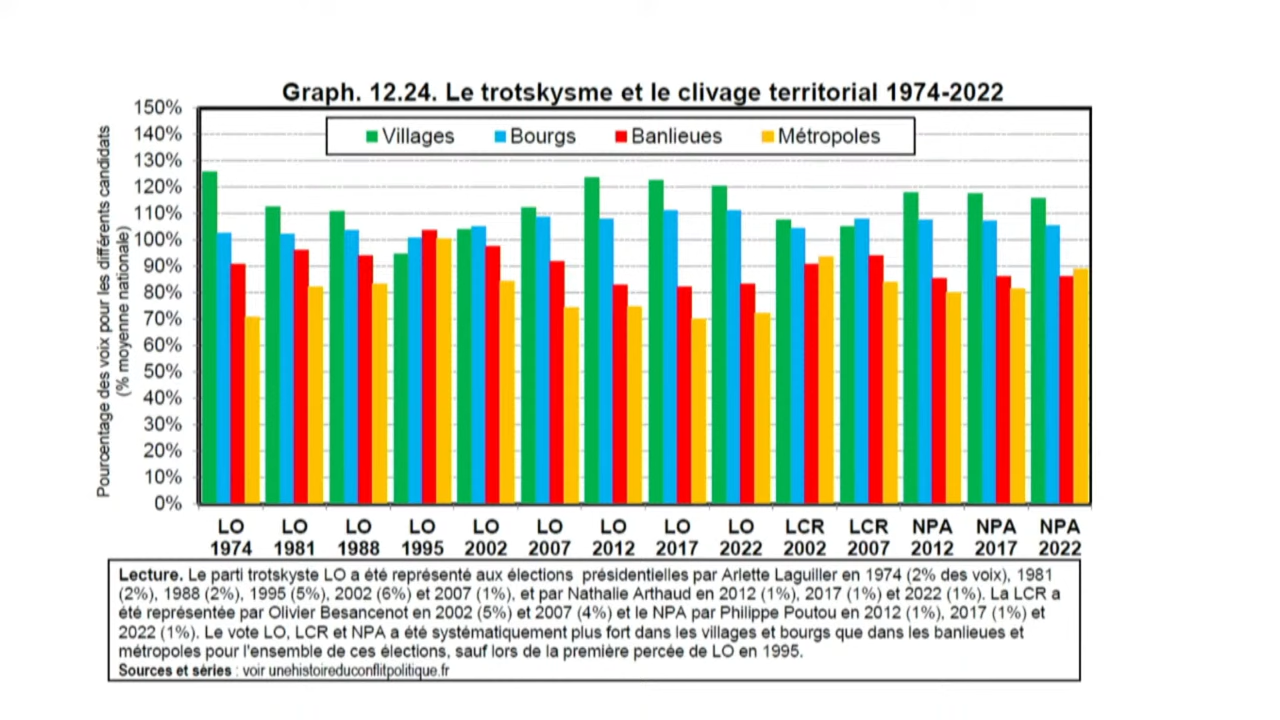 Graph. 12.24. Le trotskysme et le clivage territorial 1974-2022
Pourcentage des voix pour les différents candidats
(% moyenne nationale)
150%
140%
130%
120%
110%
100%
90%
80%
70%
60%
50%
40%
30%
20%
10%
0%
Villages Bourgs Banlieues Métropoles
LO LO LO LO LO LO LO LO LO LCR LCR NPA NPA NPA
1974 1981 1988 1995 2002 2007 2012 2017 2022 2002 2007 2012 2017 2022
Lecture. Le parti trotskyste LO a été représenté aux élections présidentielles par Arlette Laguiller en 1974 (2% des voix), 1981
(2%), 1988 (2%), 1995 (5%), 2002 (6%) et 2007 (1%), et par Nathalie Arthaud en 2012 (1%), 2017 (1%) et 2022 (1%). La LCR a
été représentée par Olivier Besancenot en 2002 (5%) et 2007 (4%) et le NPA par Philippe Poutou en 2012 (1%), 2017 (1%) et
2022 (1%). Le vote LO, LCR et NPA a été systématiquement plus fort dans les villages et bourgs que dans les banlieues et
métropoles pour l'ensemble de ces élections, sauf lors de la première percée de LO en 1995.
Sources et séries : voir unehistoireduconflitpolitique.fr